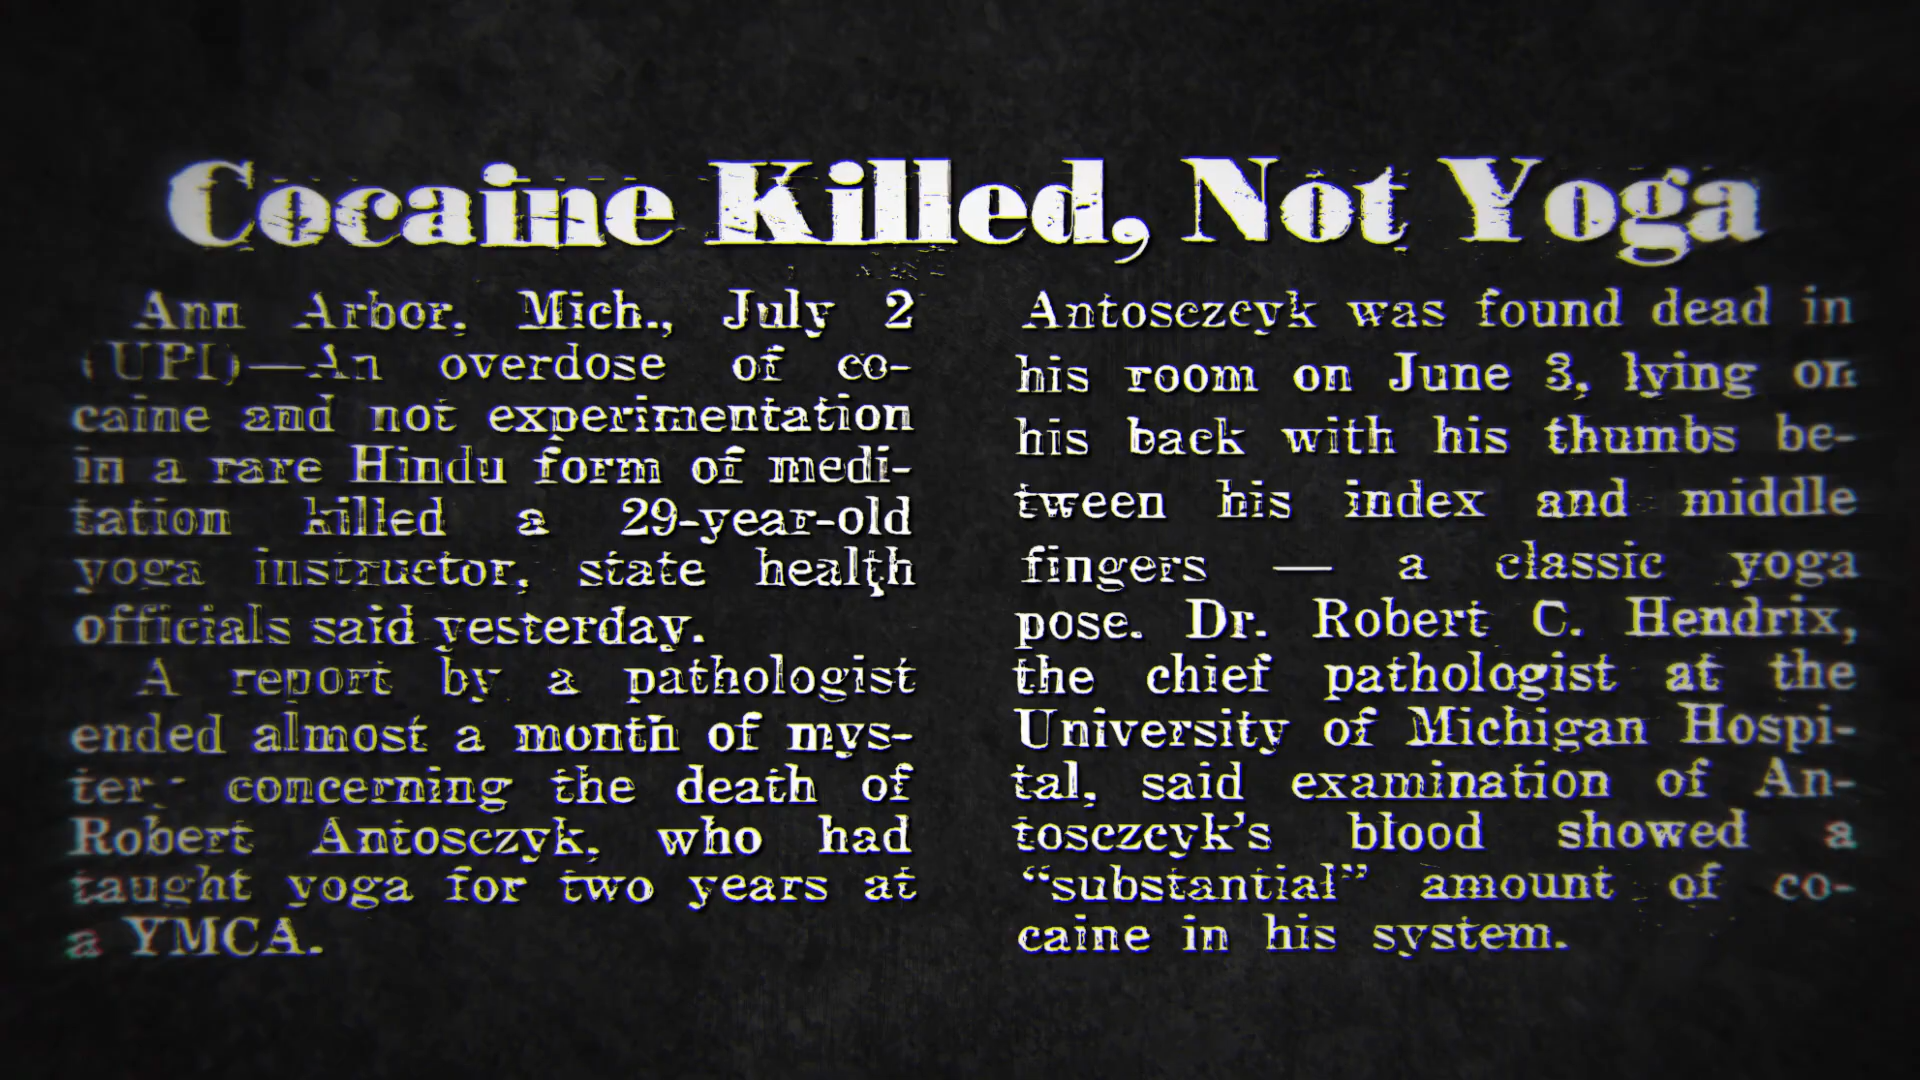 Cocaine Killed, Not Yoga
Ann Arbor, Mich., July 2
(UPI)—An overdose of co-
caine and not experimentation
in a rare Hindu form of medi-
tation killed a 29-year-old
yoga instructor, state health
officials said yesterday.
A report by a pathologist
ended almost a month of mys-
tery concerning the death of
Robert Antosczyk, who had
taught yoga for two years at
a YMCA.
Antosczcyk was found dead in
his room on June 3, lying on
his back with his thumbs be-
tween his index and middle
fingers — a classic yoga
pose. Dr. Robert C. Hendrix,
the chief pathologist at the
University of Michigan Hospi-
tal, said examination of An-
tosczcyk's blood showed a
“substantial” amount of co-
caine in his system.